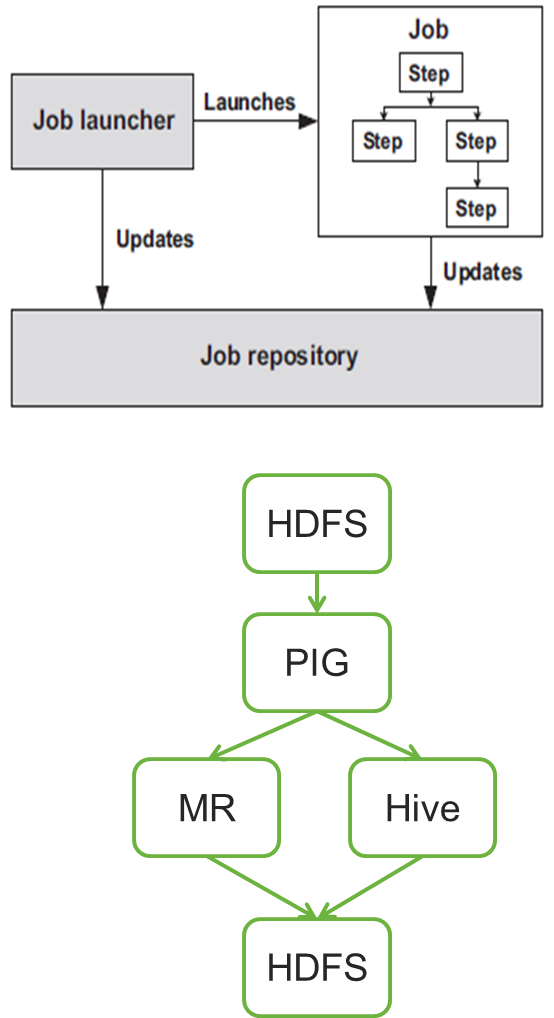 Job
Step
Launches
Job launcher
Step
Step
Step
Updates
Updates
Job repository
HDFS
PIG
MR
Hive
HDFS